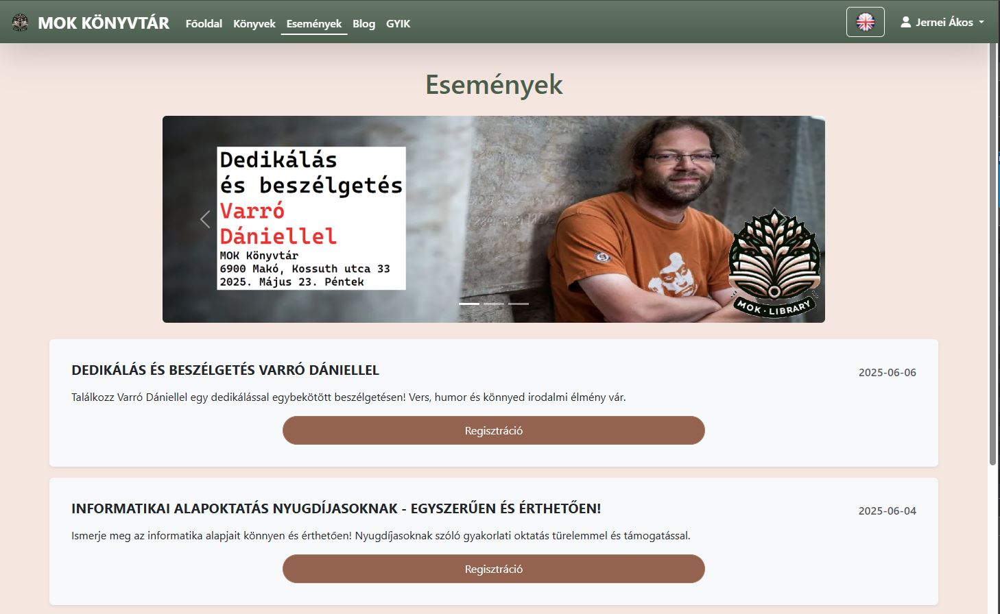 MOK KÖNYVTÁR Főoldal Könyvek Események Blog GYIK Jernei Ákos
Események
Dedikálás
és beszélgetés
Varró
Dániellel
MOK Könyvtár
6900 Makó, Kossuth utca 33
2025. Május 23. Péntek
MOK · LIBRARY
DEDIKÁLÁS ÉS BESZÉLGETÉS VARRÓ DÁNIELLEL 2025-06-06
Találkozz Varró Dániellel egy dedikálással egybekötött beszélgetésen! Vers, humor és könnyed irodalmi élmény vár.
Regisztráció
INFORMATIKAI ALAPOKTATÁS NYUGDÍJASOKNAK - EGYSZERŰEN ÉS ÉRTHETŐEN! 2025-06-04
Ismerje meg az informatika alapjait könnyen és érthetően! Nyugdíjasoknak szóló gyakorlati oktatás türelemmel és támogatással.
Regisztráció